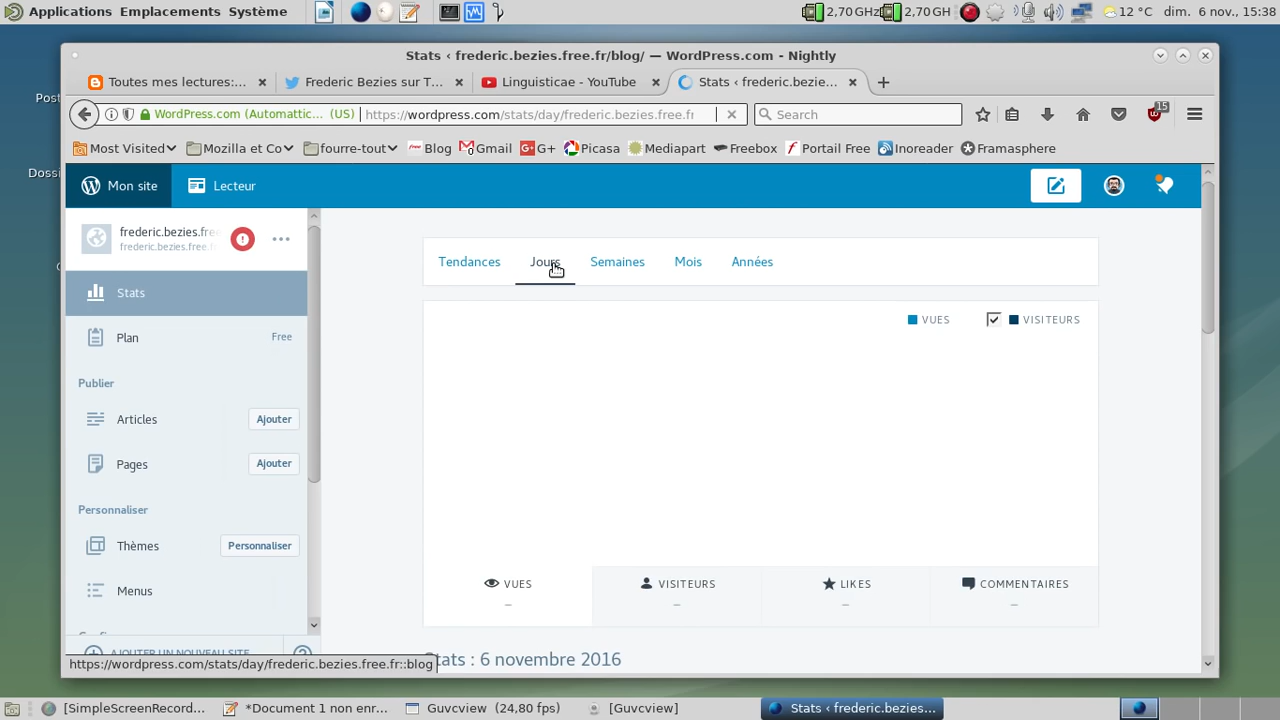 Applications Emplacements Système 2,70 GHz 2,70 GH 12 °C dim. 6 nov., 15:38
Stats ‹ frederic.bezies.free.fr/blog/ — WordPress.com - Nightly
Toutes mes lectures:... Frederic Bezies sur T... Linguisticae - YouTube Stats ‹ frederic.bezie...
WordPress.com (Automattic... (US) https://wordpress.com/stats/day/frederic.bezies.free.fr Search 15
Most Visited Mozilla et Co fourre-tout Blog Gmail G+ Picasa Mediapart Freebox Portail Free Inoreader Framasphere
Mon site Lecteur
frederic.bezies.free
frederic.bezies.free.fr
Tendances Jours Semaines Mois Années
Stats
VUES VISITEURS
Plan Free
Publier
Articles Ajouter
Pages Ajouter
Personnaliser
Thèmes Personnaliser
Menus
VUES VISITEURS LIKES COMMENTAIRES
– – – –
AJOUTER UN NOUVEAU SITE
Stats : 6 novembre 2016
https://wordpress.com/stats/day/frederic.bezies.free.fr::blog
[SimpleScreenRecord... *Document 1 non enr... Guvcview (24,80 fps) [Guvcview] Stats ‹ frederic.bezies...